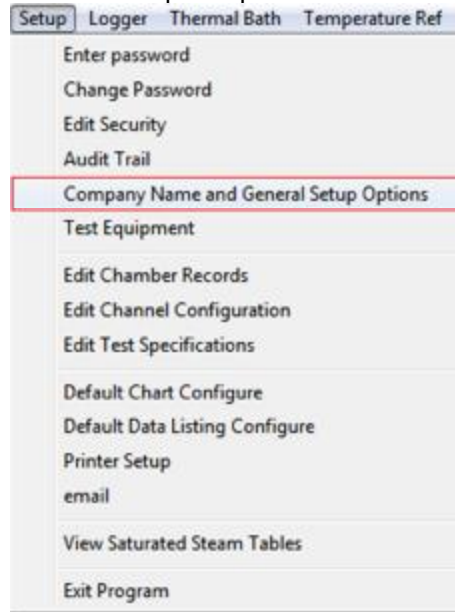 Setup Logger Thermal Bath Temperature Ref
Enter password
Change Password
Edit Security
Audit Trail
Company Name and General Setup Options
Test Equipment
Edit Chamber Records
Edit Channel Configuration
Edit Test Specifications
Default Chart Configure
Default Data Listing Configure
Printer Setup
email
View Saturated Steam Tables
Exit Program